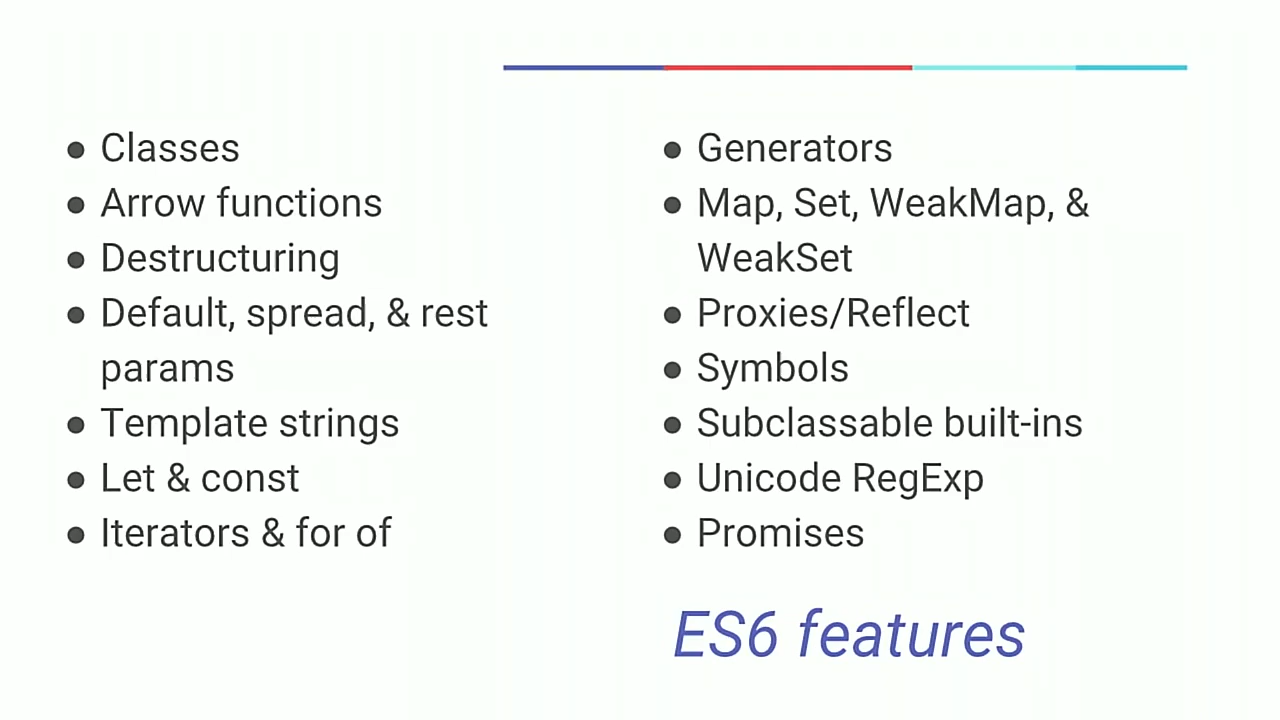 ● Classes
● Arrow functions
● Destructuring
● Default, spread, & rest
params
● Template strings
● Let & const
● Iterators & for of
● Generators
● Map, Set, WeakMap, &
WeakSet
● Proxies/Reflect
● Symbols
● Subclassable built-ins
● Unicode RegExp
● Promises
ES6 features